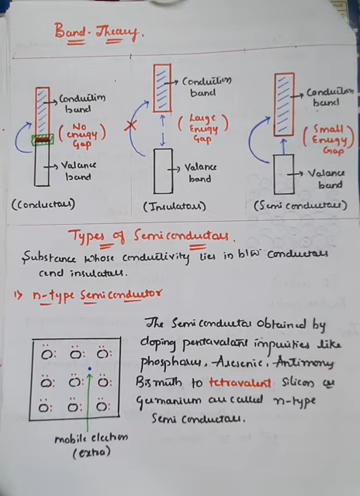 Band-Theory.
Conduction band
(No energy Gap)
Valance band
(Conductors)
Conduction band
(Large Energy Gap)
Valance band
(Insulators)
Conduction band
(Small Energy Gap)
Valance band
(Semi conductors)
Types of Semiconductors.
Substance whose conductivity lies in b/w conductors
and insulators.
1) n-type Semiconductor
The Semiconductor obtained by
doping pentavalent impurities like
phosphorus, Arsenic, Antimony
Bismuth to tetravalent silicon or
Germanium are called n-type
Semi conductors.
mobile electron
(extra)